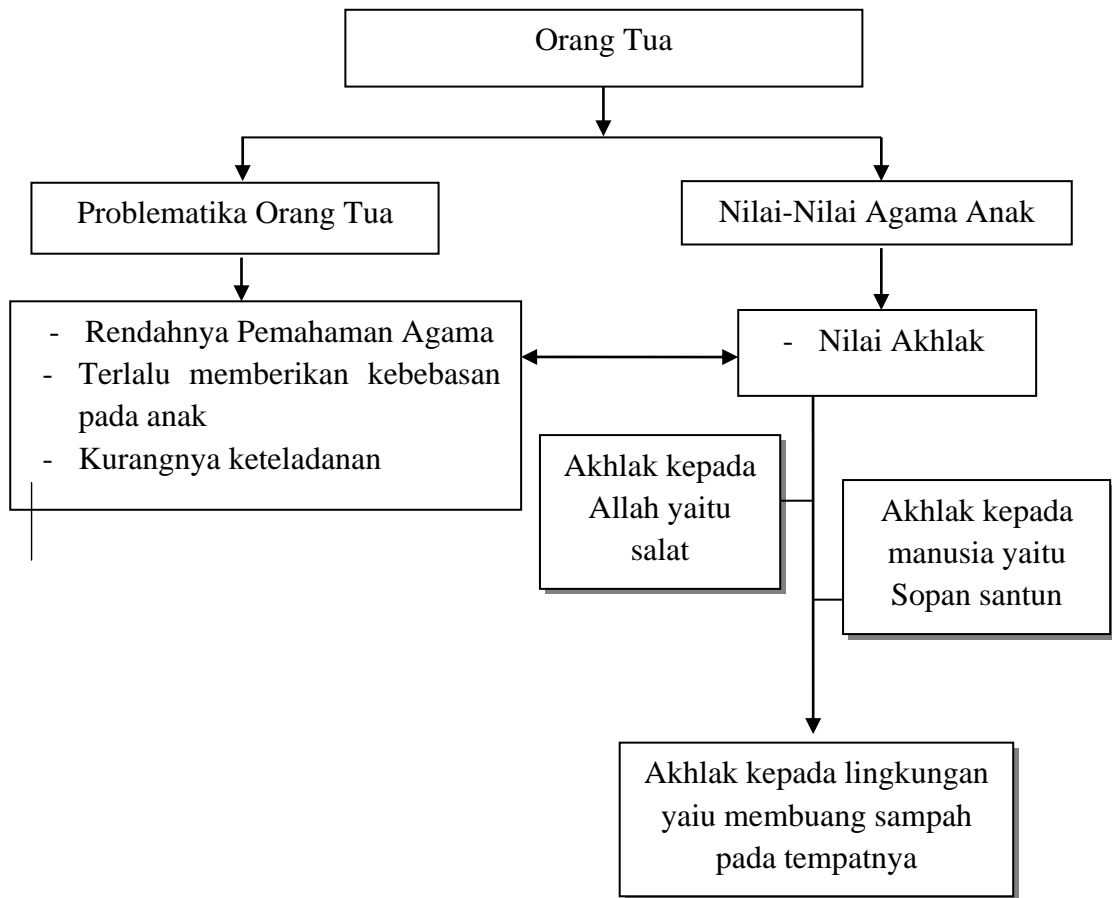 Orang Tua
Problematika Orang Tua
Nilai-Nilai Agama Anak
- Rendahnya Pemahaman Agama
- Terlalu memberikan kebebasan
pada anak
- Kurangnya keteladanan
- Nilai Akhlak
Akhlak kepada
Allah yaitu
salat
Akhlak kepada
manusia yaitu
Sopan santun
Akhlak kepada lingkungan
yaiu membuang sampah
pada tempatnya